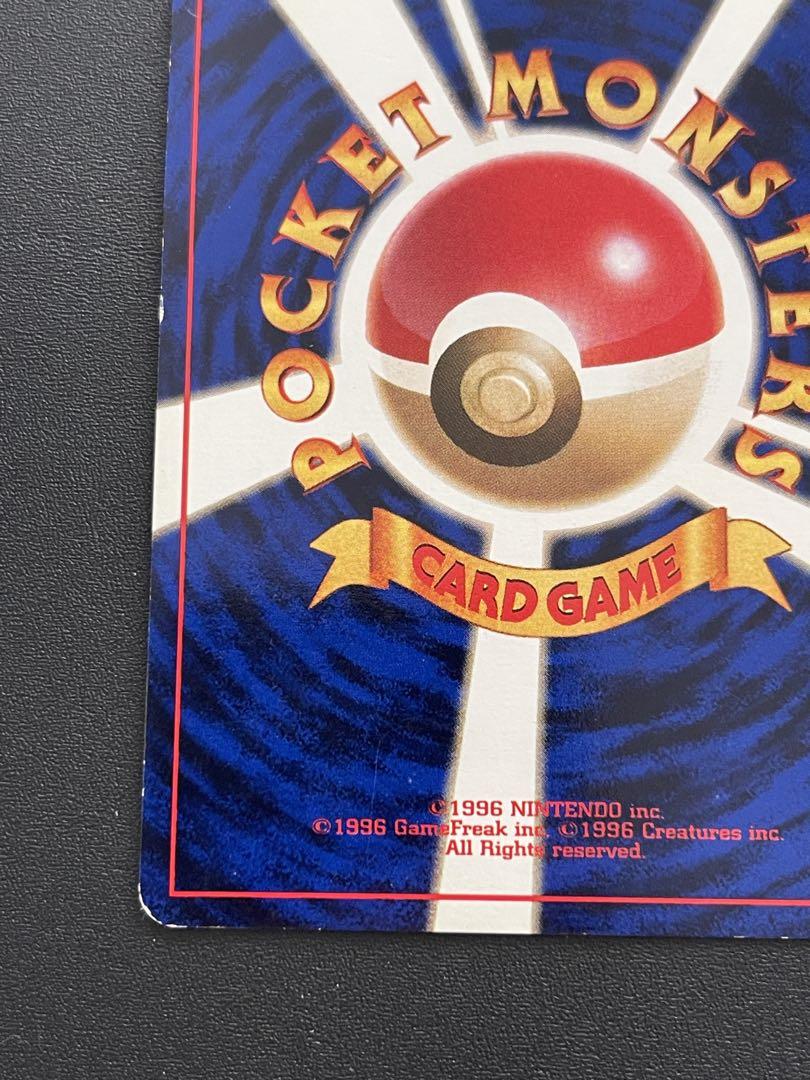 POCKET MONSTERS
CARD GAME
©1996 NINTENDO inc.
©1996 GameFreak inc. ©1996 Creatures inc.
All Rights reserved.